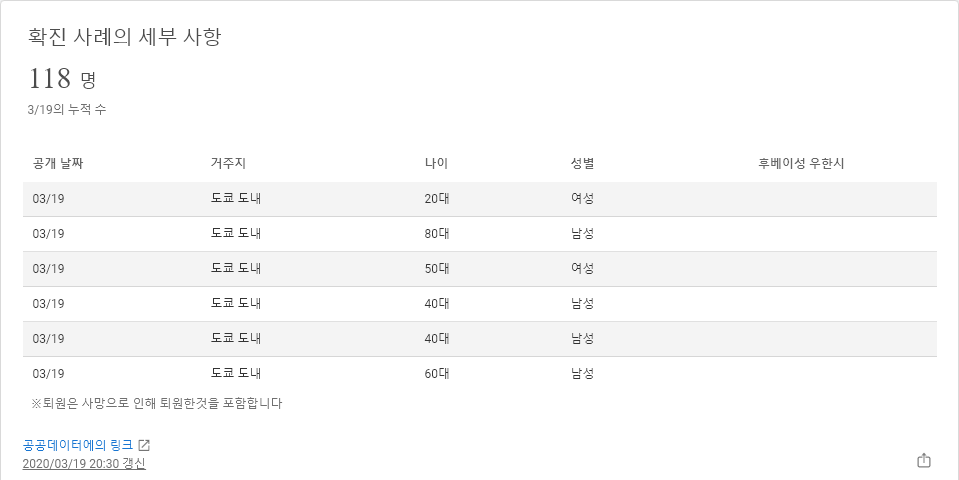 확진 사례의 세부 사항
118 명
3/19의 누적 수
공개 날짜 거주지 나이 성별 후베이성 우한시
03/19 도쿄 도내 20대 여성
03/19 도쿄 도내 80대 남성
03/19 도쿄 도내 50대 여성
03/19 도쿄 도내 40대 남성
03/19 도쿄 도내 40대 남성
03/19 도쿄 도내 60대 남성
※퇴원은 사망으로 인해 퇴원한것을 포함합니다
공공데이터에의 링크
2020/03/19 20:30 갱신